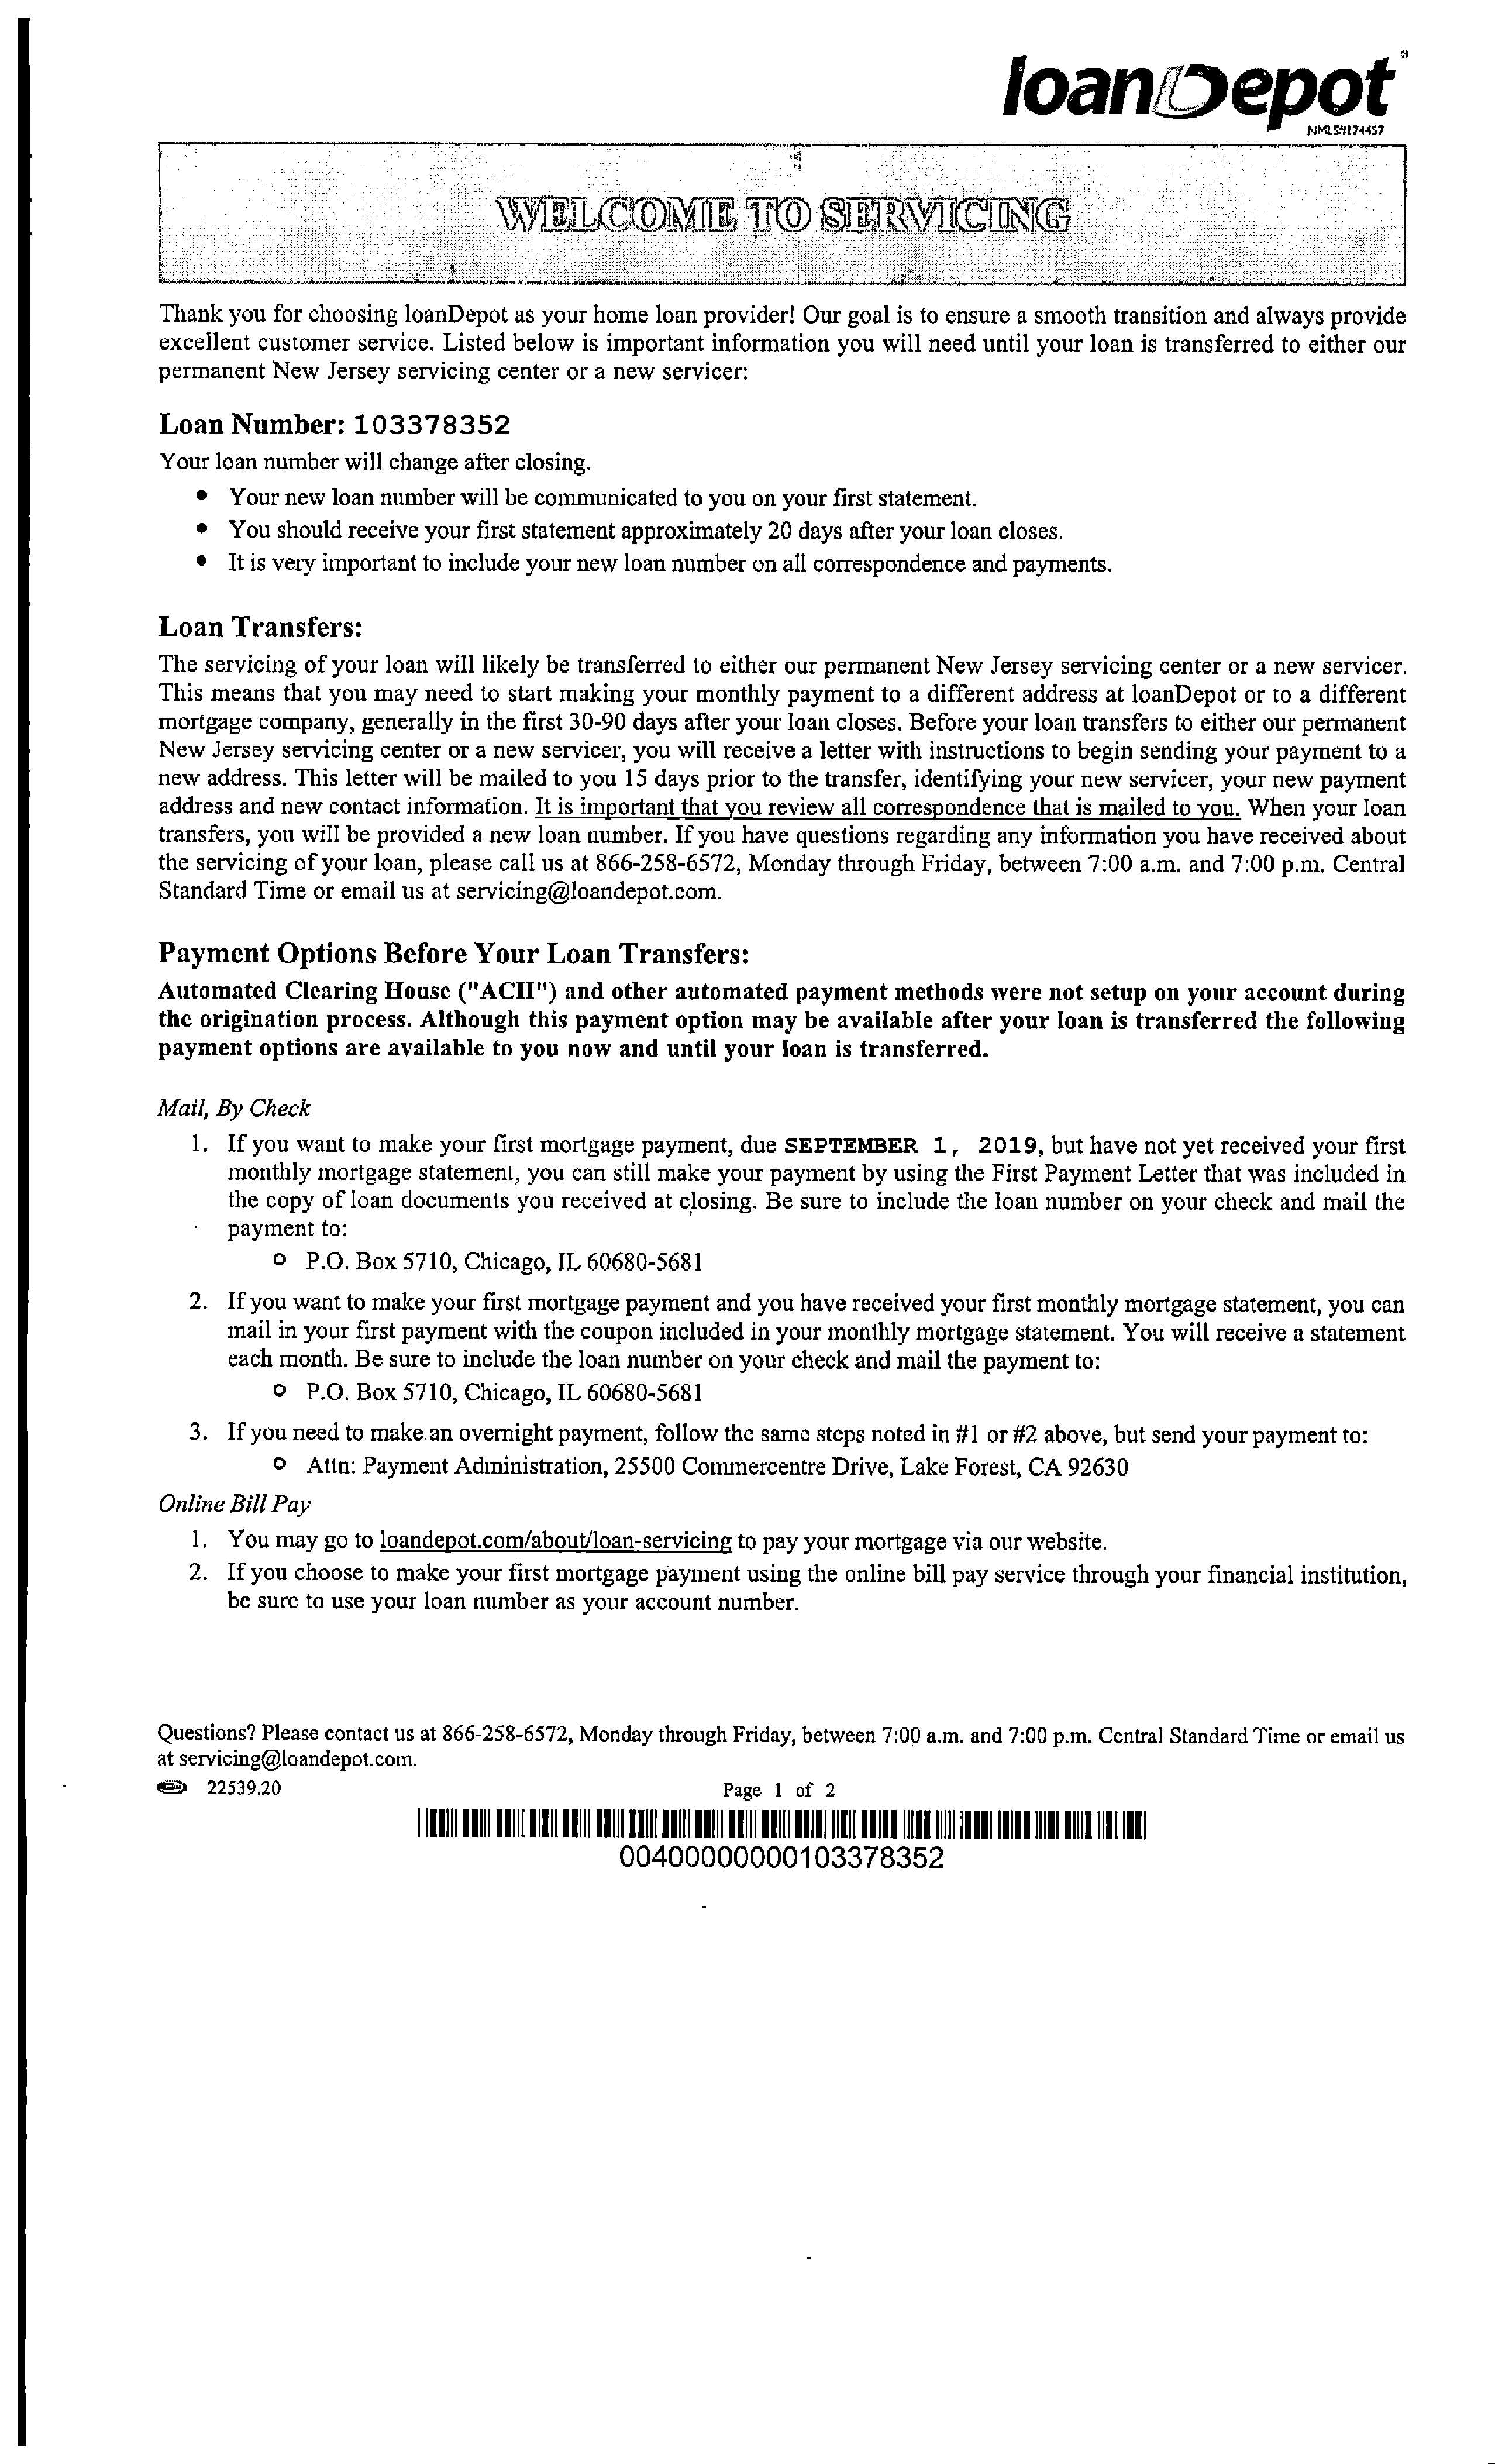 loanDepot
NMLS#174457
WELCOME TO SERVICING
Thank you for choosing loanDepot as your home loan provider! Our goal is to ensure a smooth transition and always provide
excellent customer service. Listed below is important information you will need until your loan is transferred to either our
permanent New Jersey servicing center or a new servicer:
Loan Number: 103378352
Your loan number will change after closing.
• Your new loan number will be communicated to you on your first statement.
• You should receive your first statement approximately 20 days after your loan closes.
• It is very important to include your new loan number on all correspondence and payments.
Loan Transfers:
The servicing of your loan will likely be transferred to either our permanent New Jersey servicing center or a new servicer.
This means that you may need to start making your monthly payment to a different address at loanDepot or to a different
mortgage company, generally in the first 30-90 days after your loan closes. Before your loan transfers to either our permanent
New Jersey servicing center or a new servicer, you will receive a letter with instructions to begin sending your payment to a
new address. This letter will be mailed to you 15 days prior to the transfer, identifying your new servicer, your new payment
address and new contact information. It is important that you review all correspondence that is mailed to you. When your loan
transfers, you will be provided a new loan number. If you have questions regarding any information you have received about
the servicing of your loan, please call us at 866-258-6572, Monday through Friday, between 7:00 a.m. and 7:00 p.m. Central
Standard Time or email us at servicing@loandepot.com.
Payment Options Before Your Loan Transfers:
Automated Clearing House ("ACH") and other automated payment methods were not setup on your account during
the origination process. Although this payment option may be available after your loan is transferred the following
payment options are available to you now and until your loan is transferred.
Mail, By Check
1. If you want to make your first mortgage payment, due SEPTEMBER 1, 2019, but have not yet received your first
monthly mortgage statement, you can still make your payment by using the First Payment Letter that was included in
the copy of loan documents you received at closing. Be sure to include the loan number on your check and mail the
payment to:
o P.O. Box 5710, Chicago, IL 60680-5681
2. If you want to make your first mortgage payment and you have received your first monthly mortgage statement, you can
mail in your first payment with the coupon included in your monthly mortgage statement. You will receive a statement
each month. Be sure to include the loan number on your check and mail the payment to:
o P.O. Box 5710, Chicago, IL 60680-5681
3. If you need to make an overnight payment, follow the same steps noted in #1 or #2 above, but send your payment to:
o Attn: Payment Administration, 25500 Commercentre Drive, Lake Forest, CA 92630
Online Bill Pay
1. You may go to loandepot.com/about/loan-servicing to pay your mortgage via our website.
2. If you choose to make your first mortgage payment using the online bill pay service through your financial institution,
be sure to use your loan number as your account number.
Questions? Please contact us at 866-258-6572, Monday through Friday, between 7:00 a.m. and 7:00 p.m. Central Standard Time or email us
at servicing@loandepot.com.
22539.20 Page 1 of 2
00400000000103378352